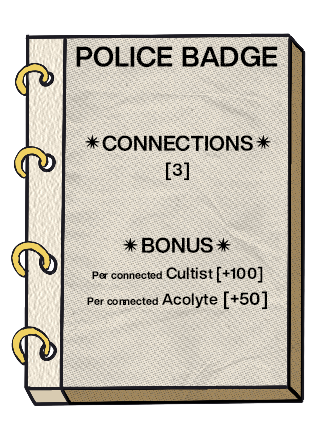 POLICE BADGE
✷CONNECTIONS✷
[3]
✷BONUS✷
Per connected Cultist [+100]
Per connected Acolyte [+50]